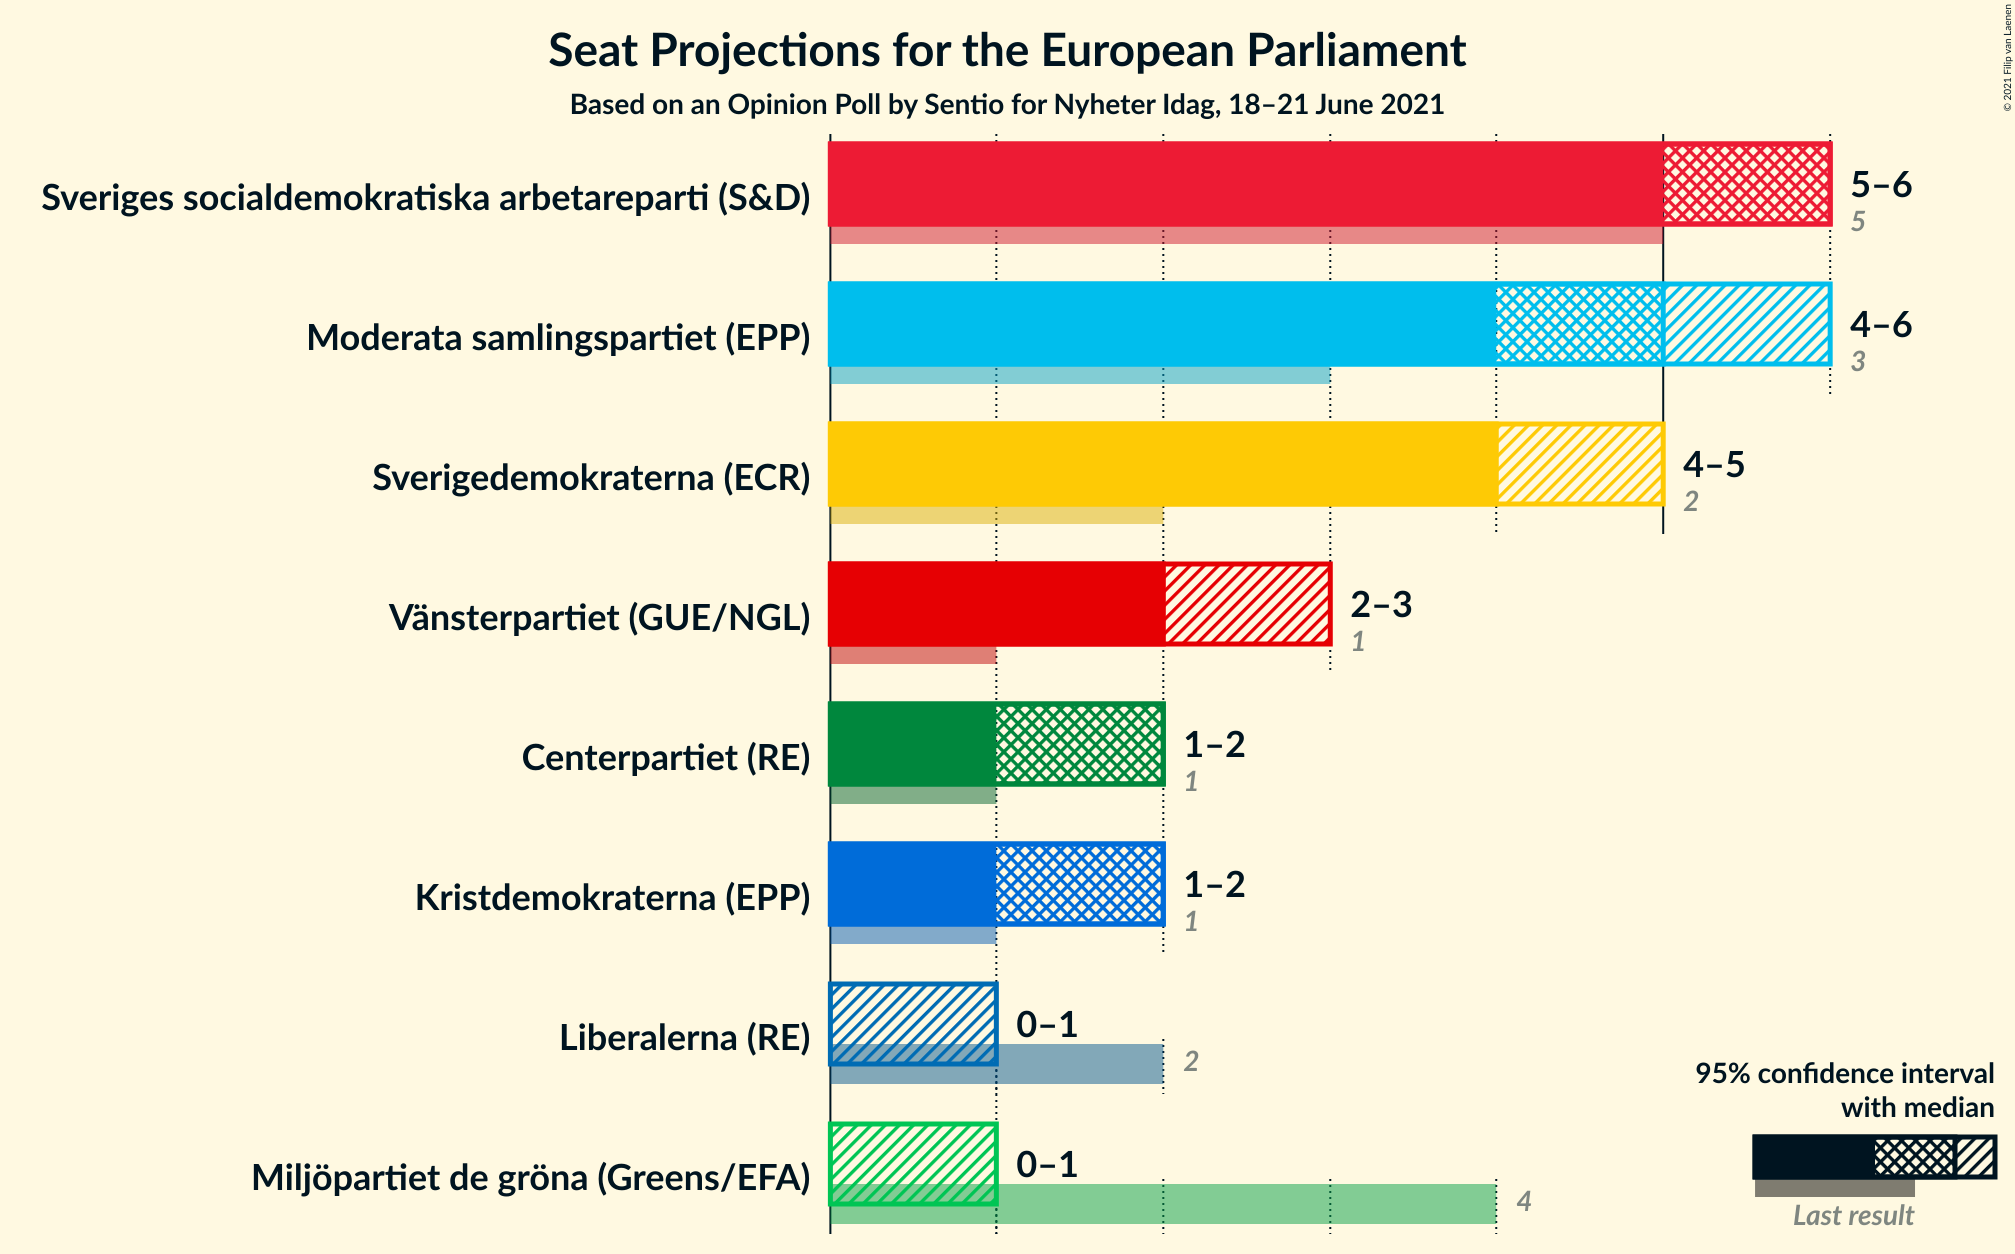 Seat Projections for the European Parliament
Based on an Opinion Poll by Sentio for Nyheter Idag, 18–21 June 2021
© 2021 Filip van Laenen
Sveriges socialdemokratiska arbetareparti (S&D)
5–6
5
Moderata samlingspartiet (EPP)
4–6
3
Sverigedemokraterna (ECR)
4–5
2
Vänsterpartiet (GUE/NGL)
2–3
1
Centerpartiet (RE)
1–2
1
Kristdemokraterna (EPP)
1–2
1
Liberalerna (RE)
0–1
2
Miljöpartiet de gröna (Greens/EFA)
0–1
4
95% confidence interval
with median
Last result